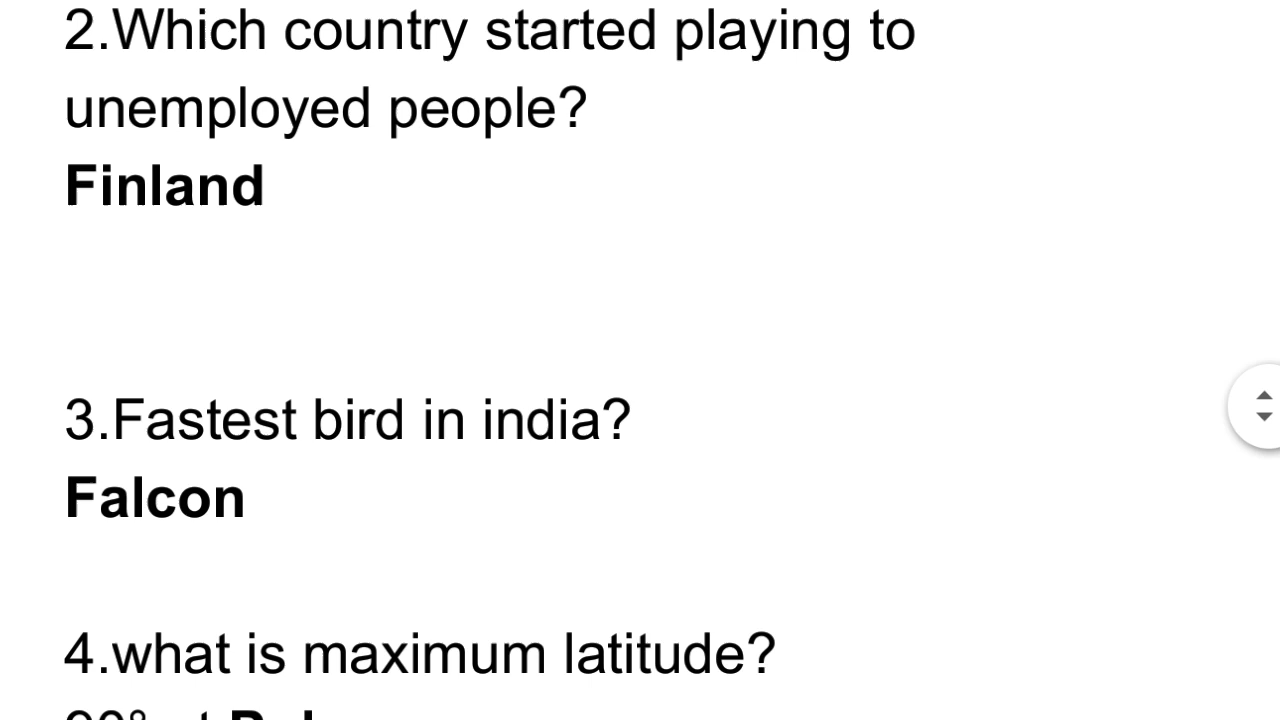 2.Which country started playing to
unemployed people?
Finland
3.Fastest bird in india?
Falcon
4.what is maximum latitude?